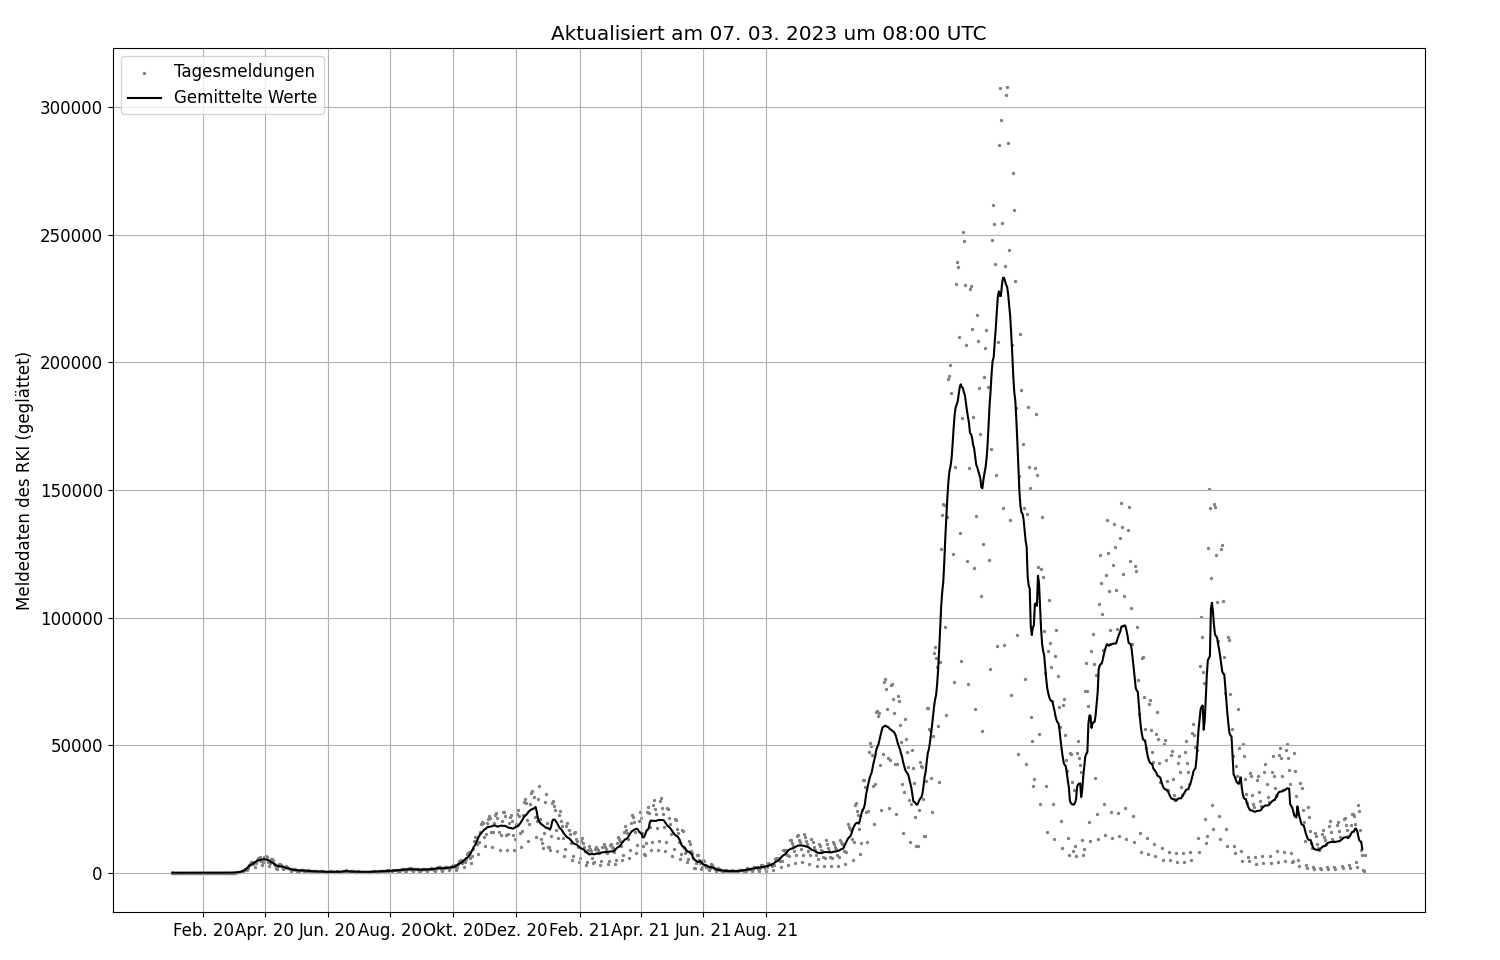 Aktualisiert am 07. 03. 2023 um 08:00 UTC
Tagesmeldungen
Gemittelte Werte
Meldedaten des RKI (geglättet)
300000
250000
200000
150000
100000
50000
0
Feb. 20 Apr. 20 Jun. 20 Aug. 20 Okt. 20 Dez. 20 Feb. 21 Apr. 21 Jun. 21 Aug. 21